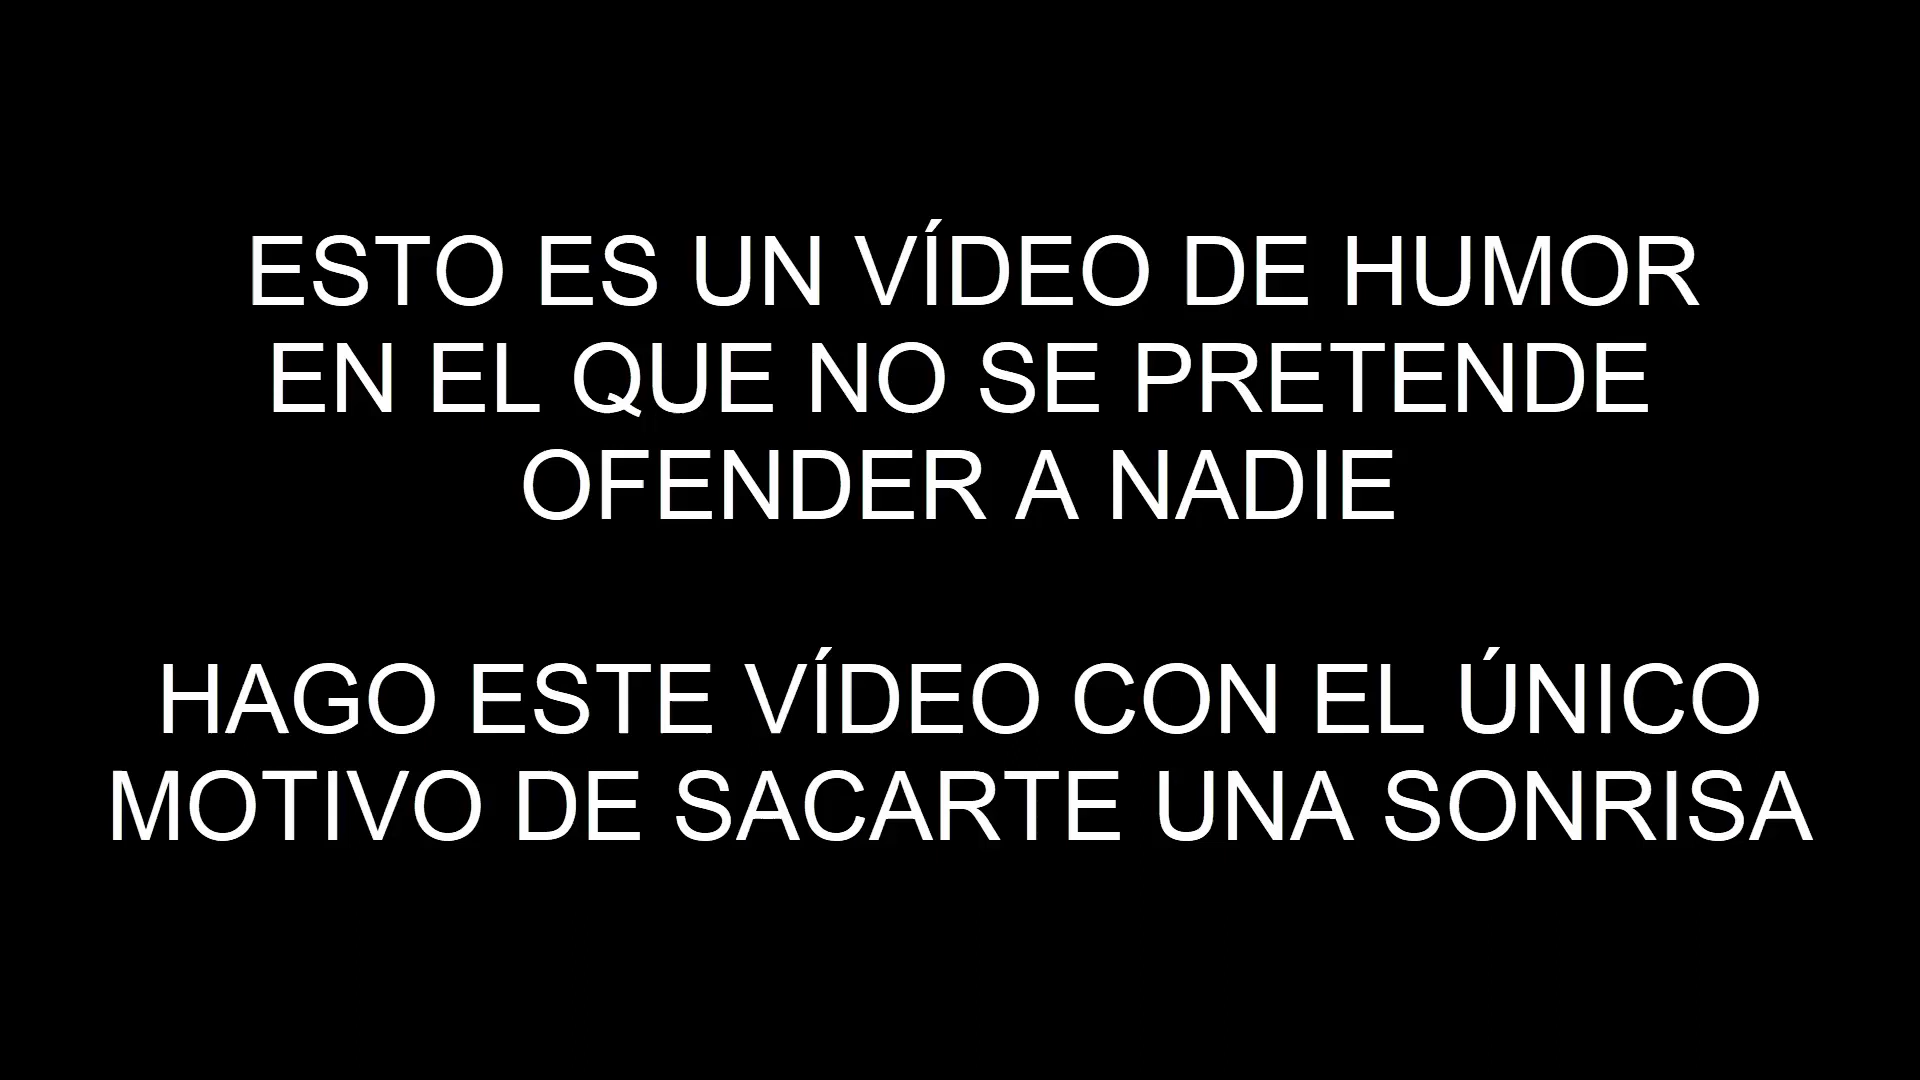 ESTO ES UN VÍDEO DE HUMOR
EN EL QUE NO SE PRETENDE
OFENDER A NADIE
HAGO ESTE VÍDEO CON EL ÚNICO
MOTIVO DE SACARTE UNA SONRISA